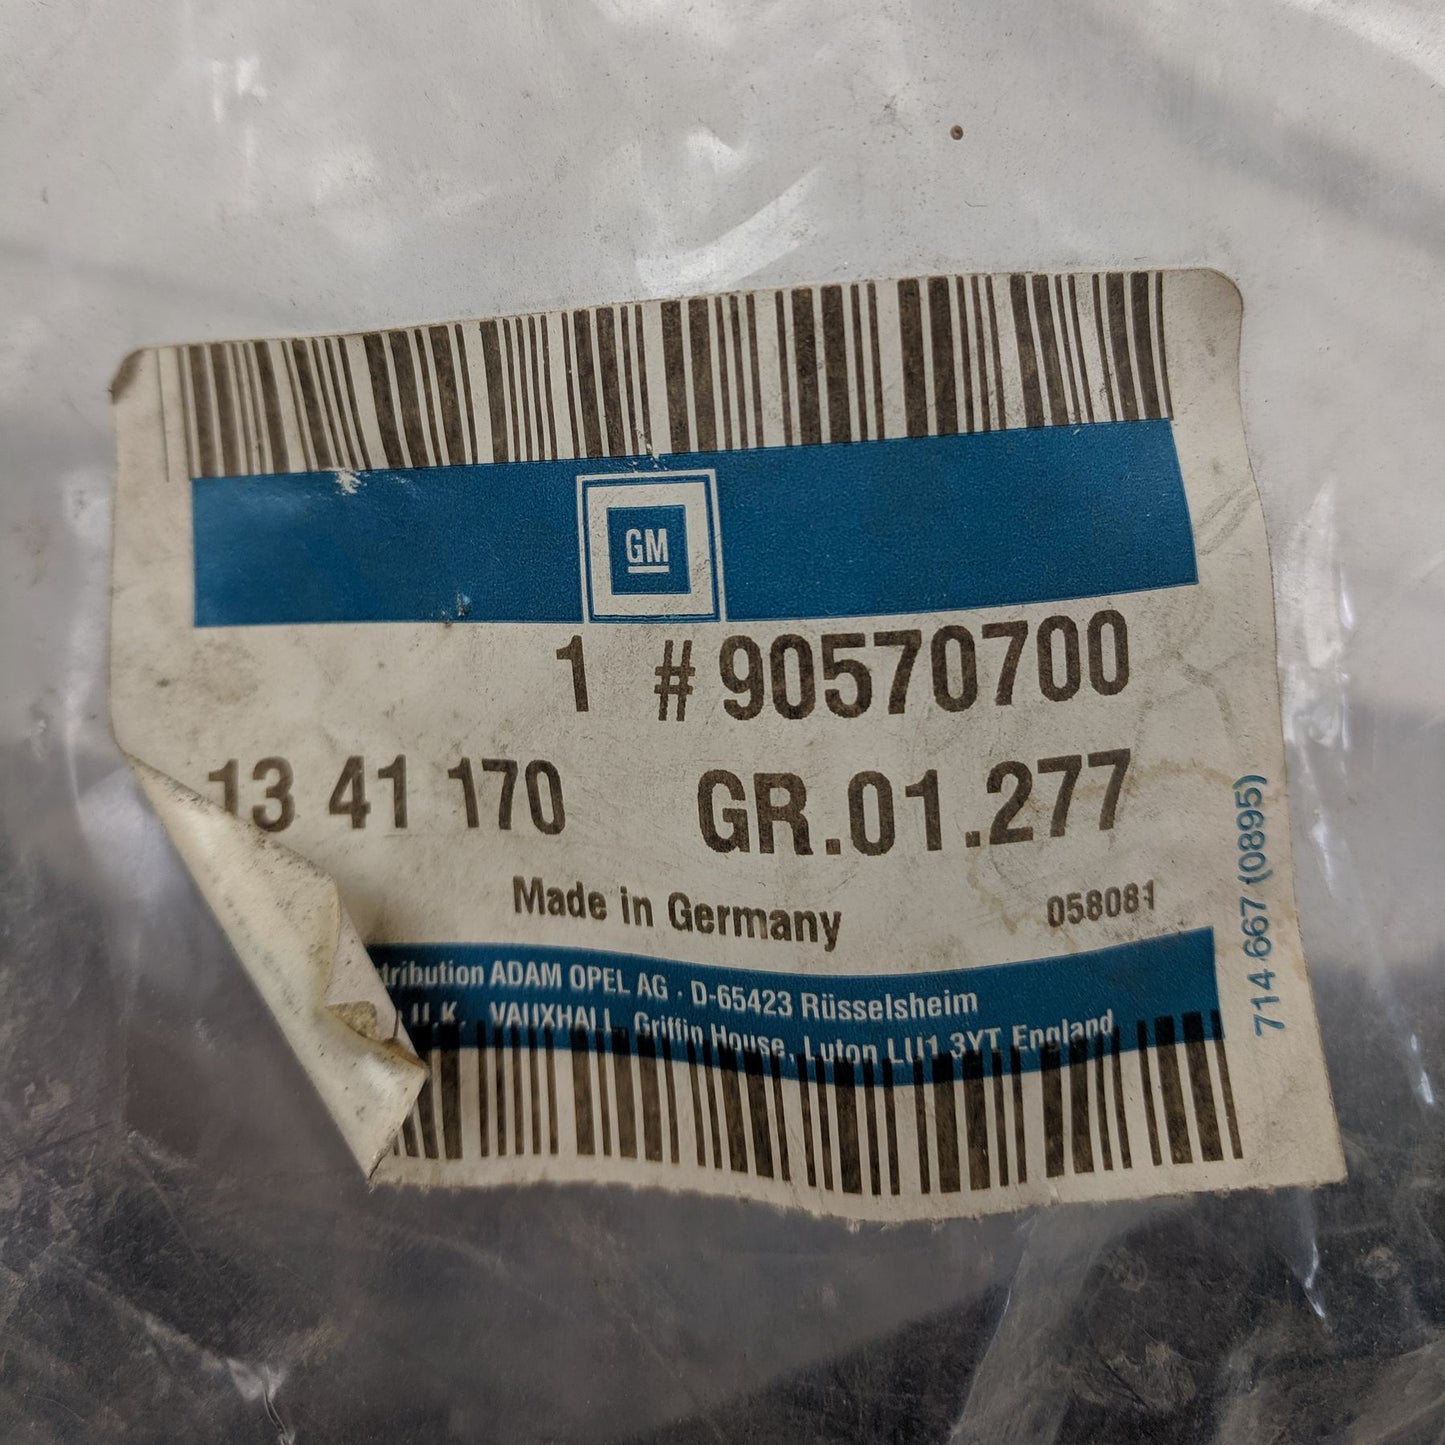 GM
1 #90570700
13 41 170 GR.01.277
Made in Germany 058081
ADAM OPEL AG · D-65423 Rüsselsheim
U.K. VAUXHALL Griffin House, Luton LU1 3YT England
714 667 (0895)